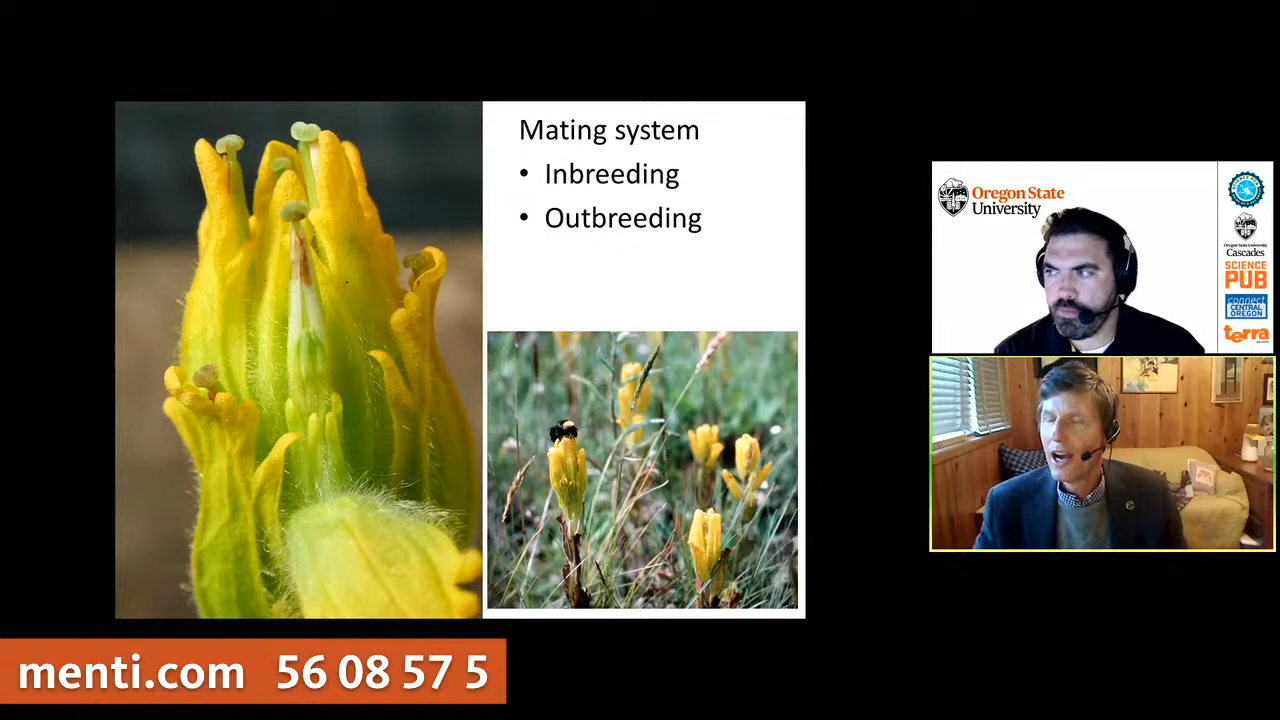 Mating system
• Inbreeding
• Outbreeding
Oregon State
University
Oregon State University
Cascades
SCIENCE
PUB
connect
CENTRAL
OREGON
terra
menti.com 56 08 57 5